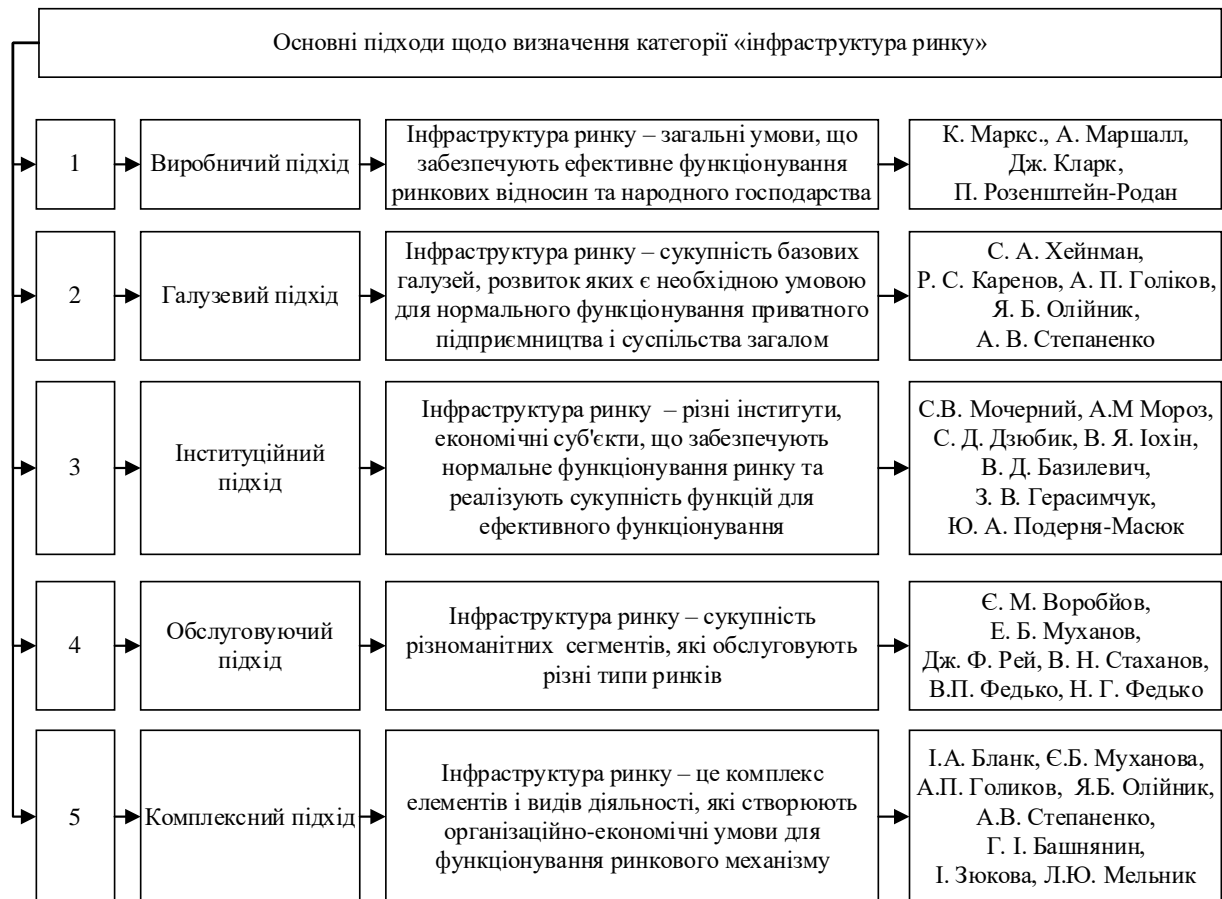 Основні підходи щодо визначення категорії «інфраструктура ринку»
1
Виробничий підхід
Інфраструктура ринку – загальні умови, що
забезпечують ефективне функціонування
ринкових відносин та народного господарства
К. Маркс., А. Маршалл,
Дж. Кларк,
П. Розенштейн-Родан
2
Галузевий підхід
Інфраструктура ринку – сукупність базових
галузей, розвиток яких є необхідною умовою
для нормального функціонування приватного
підприємництва і суспільства загалом
С. А. Хейнман,
Р. С. Каренов, А. П. Голіков,
Я. Б. Олійник,
А. В. Степаненко
3
Інституційний
підхід
Інфраструктура ринку – різні інститути,
економічні суб'єкти, що забезпечують
нормальне функціонування ринку та
реалізують сукупність функцій для
ефективного функціонування
С.В. Мочерний, А.М Мороз,
С. Д. Дзюбик, В. Я. Іохін,
В. Д. Базилевич,
З. В. Герасимчук,
Ю. А. Подерня-Масюк
4
Обслуговуючий
підхід
Інфраструктура ринку – сукупність
різноманітних сегментів, які обслуговують
різні типи ринків
Є. М. Воробйов,
Е. Б. Муханов,
Дж. Ф. Рей, В. Н. Стаханов,
В.П. Федько, Н. Г. Федько
5
Комплексний підхід
Інфраструктура ринку – це комплекс
елементів і видів діяльності, які створюють
організаційно-економічні умови для
функціонування ринкового механізму
І.А. Бланк, Є.Б. Муханова,
А.П. Голиков, Я.Б. Олійник,
А.В. Степаненко,
Г. І. Башнянин,
І. Зюкова, Л.Ю. Мельник